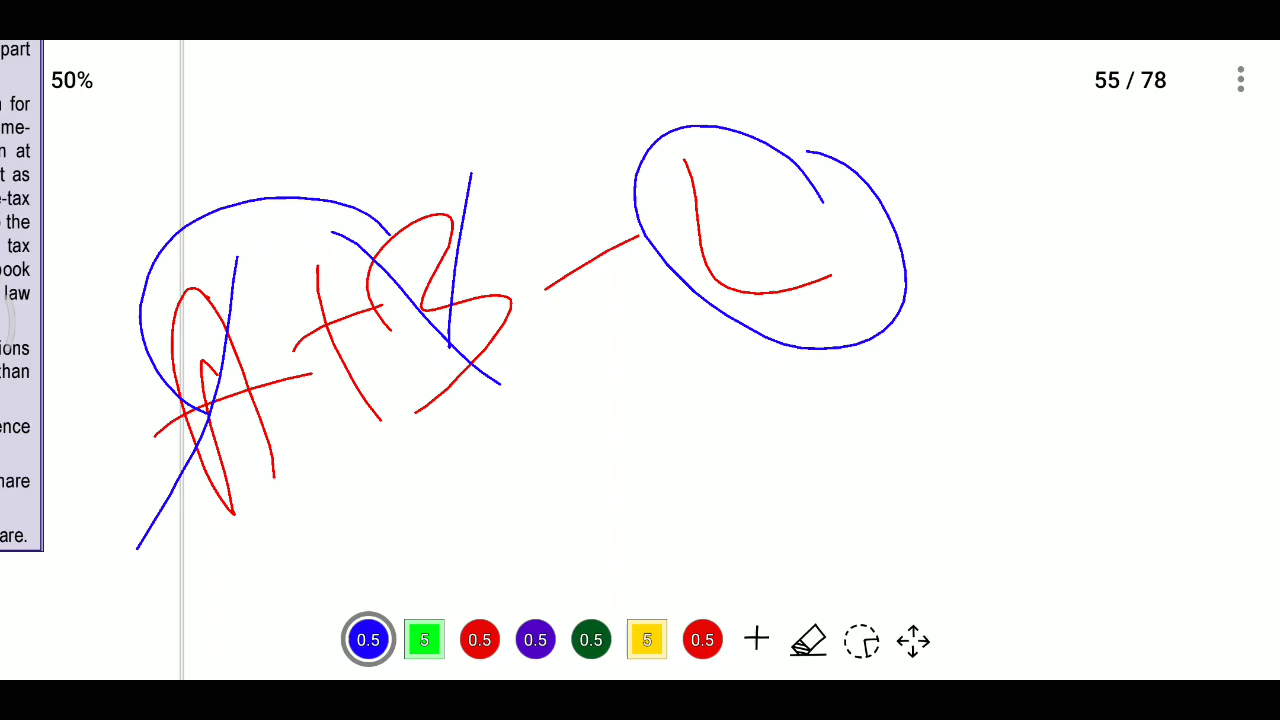 part
50%
55 / 78
for
me-
n at
t as
-tax
the
tax
book
law
A + B - L
ions
than
ence
hare
are.
0.5 5 0.5 0.5 0.5 5 0.5